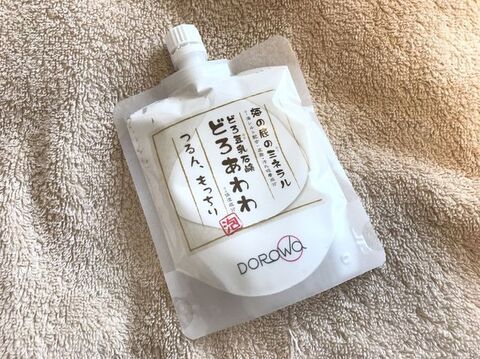 海の底のミネラル
どろ豆乳石鹸
どろあわわ
つるん、もっちり
泡
DOROwa